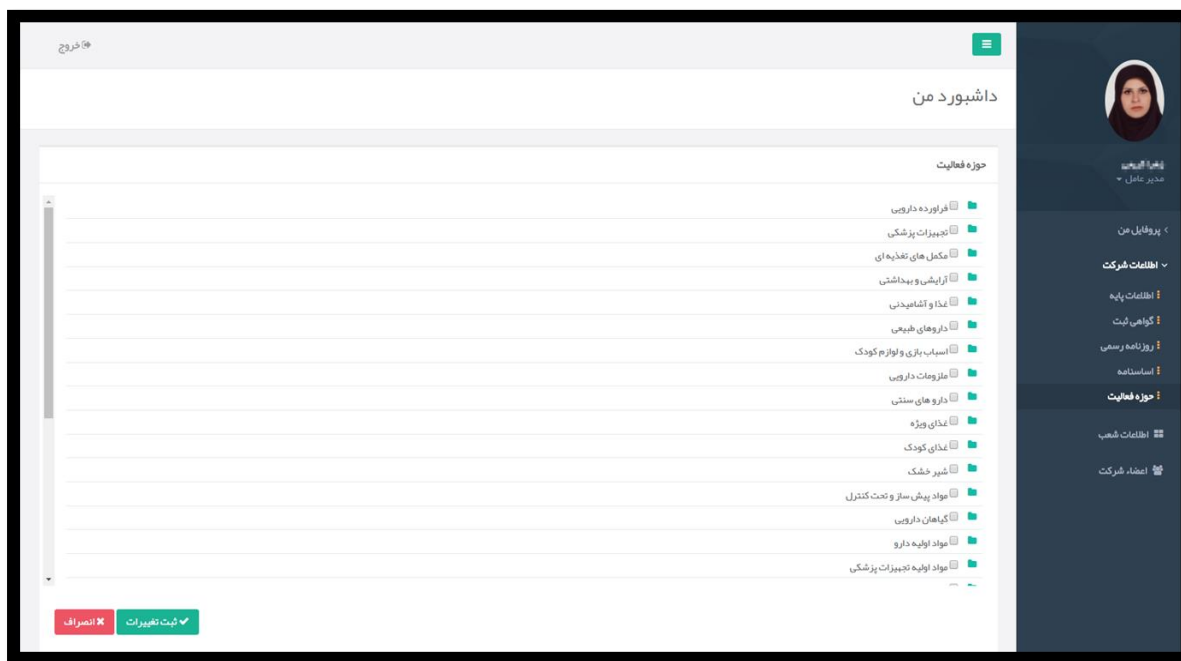 خروج
داشبورد من
حوزه فعالیت
فراورده دارویی
تجهیزات پزشکی
مکمل های تغذیه ای
آرایشی و بهداشتی
غذا و آشامیدنی
داروهای طبیعی
اسباب بازی و لوازم کودک
ملزومات دارویی
دارو های سنتی
غذای ویژه
غذای کودک
شیر خشک
مواد پیش ساز و تحت کنترل
گیاهان دارویی
مواد اولیه دارو
مواد اولیه تجهیزات پزشکی
ثبت تغییرات
انصراف
مدیر عامل
پروفایل من
اطلاعات شرکت
اطلاعات پایه
گواهی ثبت
روزنامه رسمی
اساسنامه
حوزه فعالیت
اطلاعات شعب
اعضاء شرکت